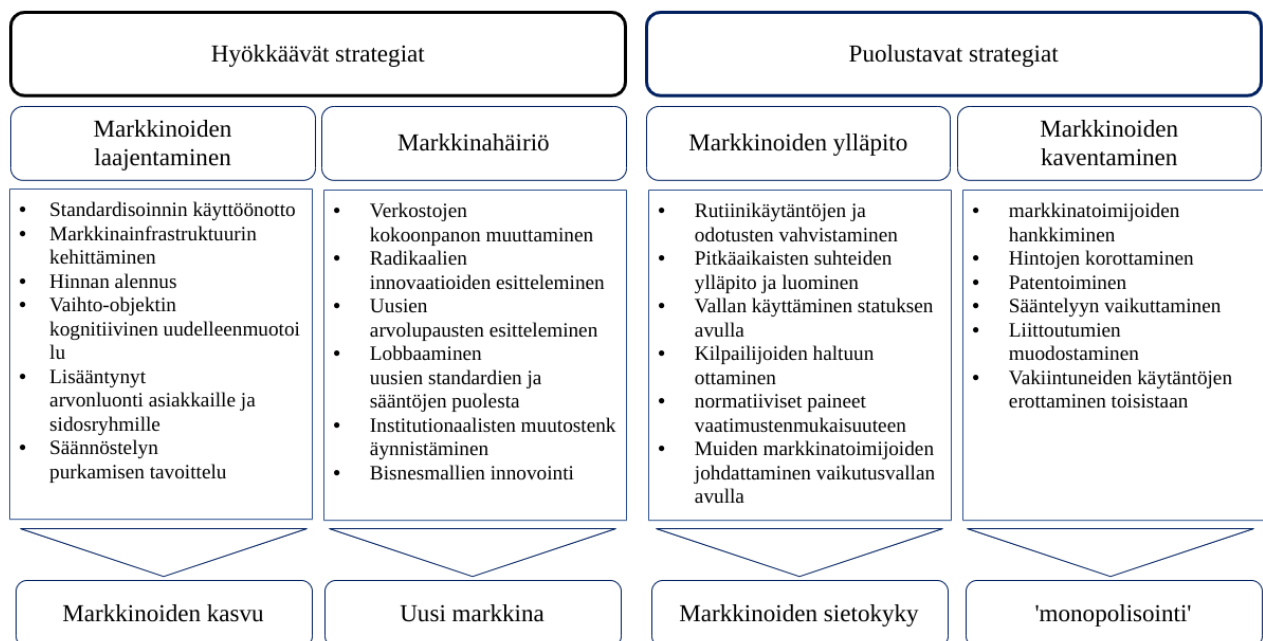 Hyökkäävät strategiat
Puolustavat strategiat
Markkinoiden
laajentaminen
Markkinahäiriö
Markkinoiden ylläpito
Markkinoiden
kaventaminen
• Standardisoinnin käyttöönotto
• Markkinainfrastruktuurin
kehittäminen
• Hinnan alennus
• Vaihto-objektin
kognitiivinen uudelleenmuotoi
lu
• Lisääntynyt
arvonluonti asiakkaille ja
sidosryhmille
• Säännöstelyn
purkamisen tavoittelu
• Verkostojen
kokoonpanon muuttaminen
• Radikaalien
innovaatioiden esitteleminen
• Uusien
arvolupausten esitteleminen
• Lobbaaminen
uusien standardien ja
sääntöjen puolesta
• Institutionaalisten muutostenk
äynnistäminen
• Bisnesmallien innovointi
• Rutiinikäytäntöjen ja
odotusten vahvistaminen
• Pitkäaikaisten suhteiden
ylläpito ja luominen
• Vallan käyttäminen statuksen
avulla
• Kilpailijoiden haltuun
ottaminen
• normatiiviset paineet
vaatimustenmukaisuuteen
• Muiden markkinatoimijoiden
johdattaminen vaikutusvallan
avulla
• markkinatoimijoiden
hankkiminen
• Hintojen korottaminen
• Patentoiminen
• Sääntelyyn vaikuttaminen
• Liittoutumien
muodostaminen
• Vakiintuneiden käytäntöjen
erottaminen toisistaan
Markkinoiden kasvu
Uusi markkina
Markkinoiden sietokyky
'monopolisointi'